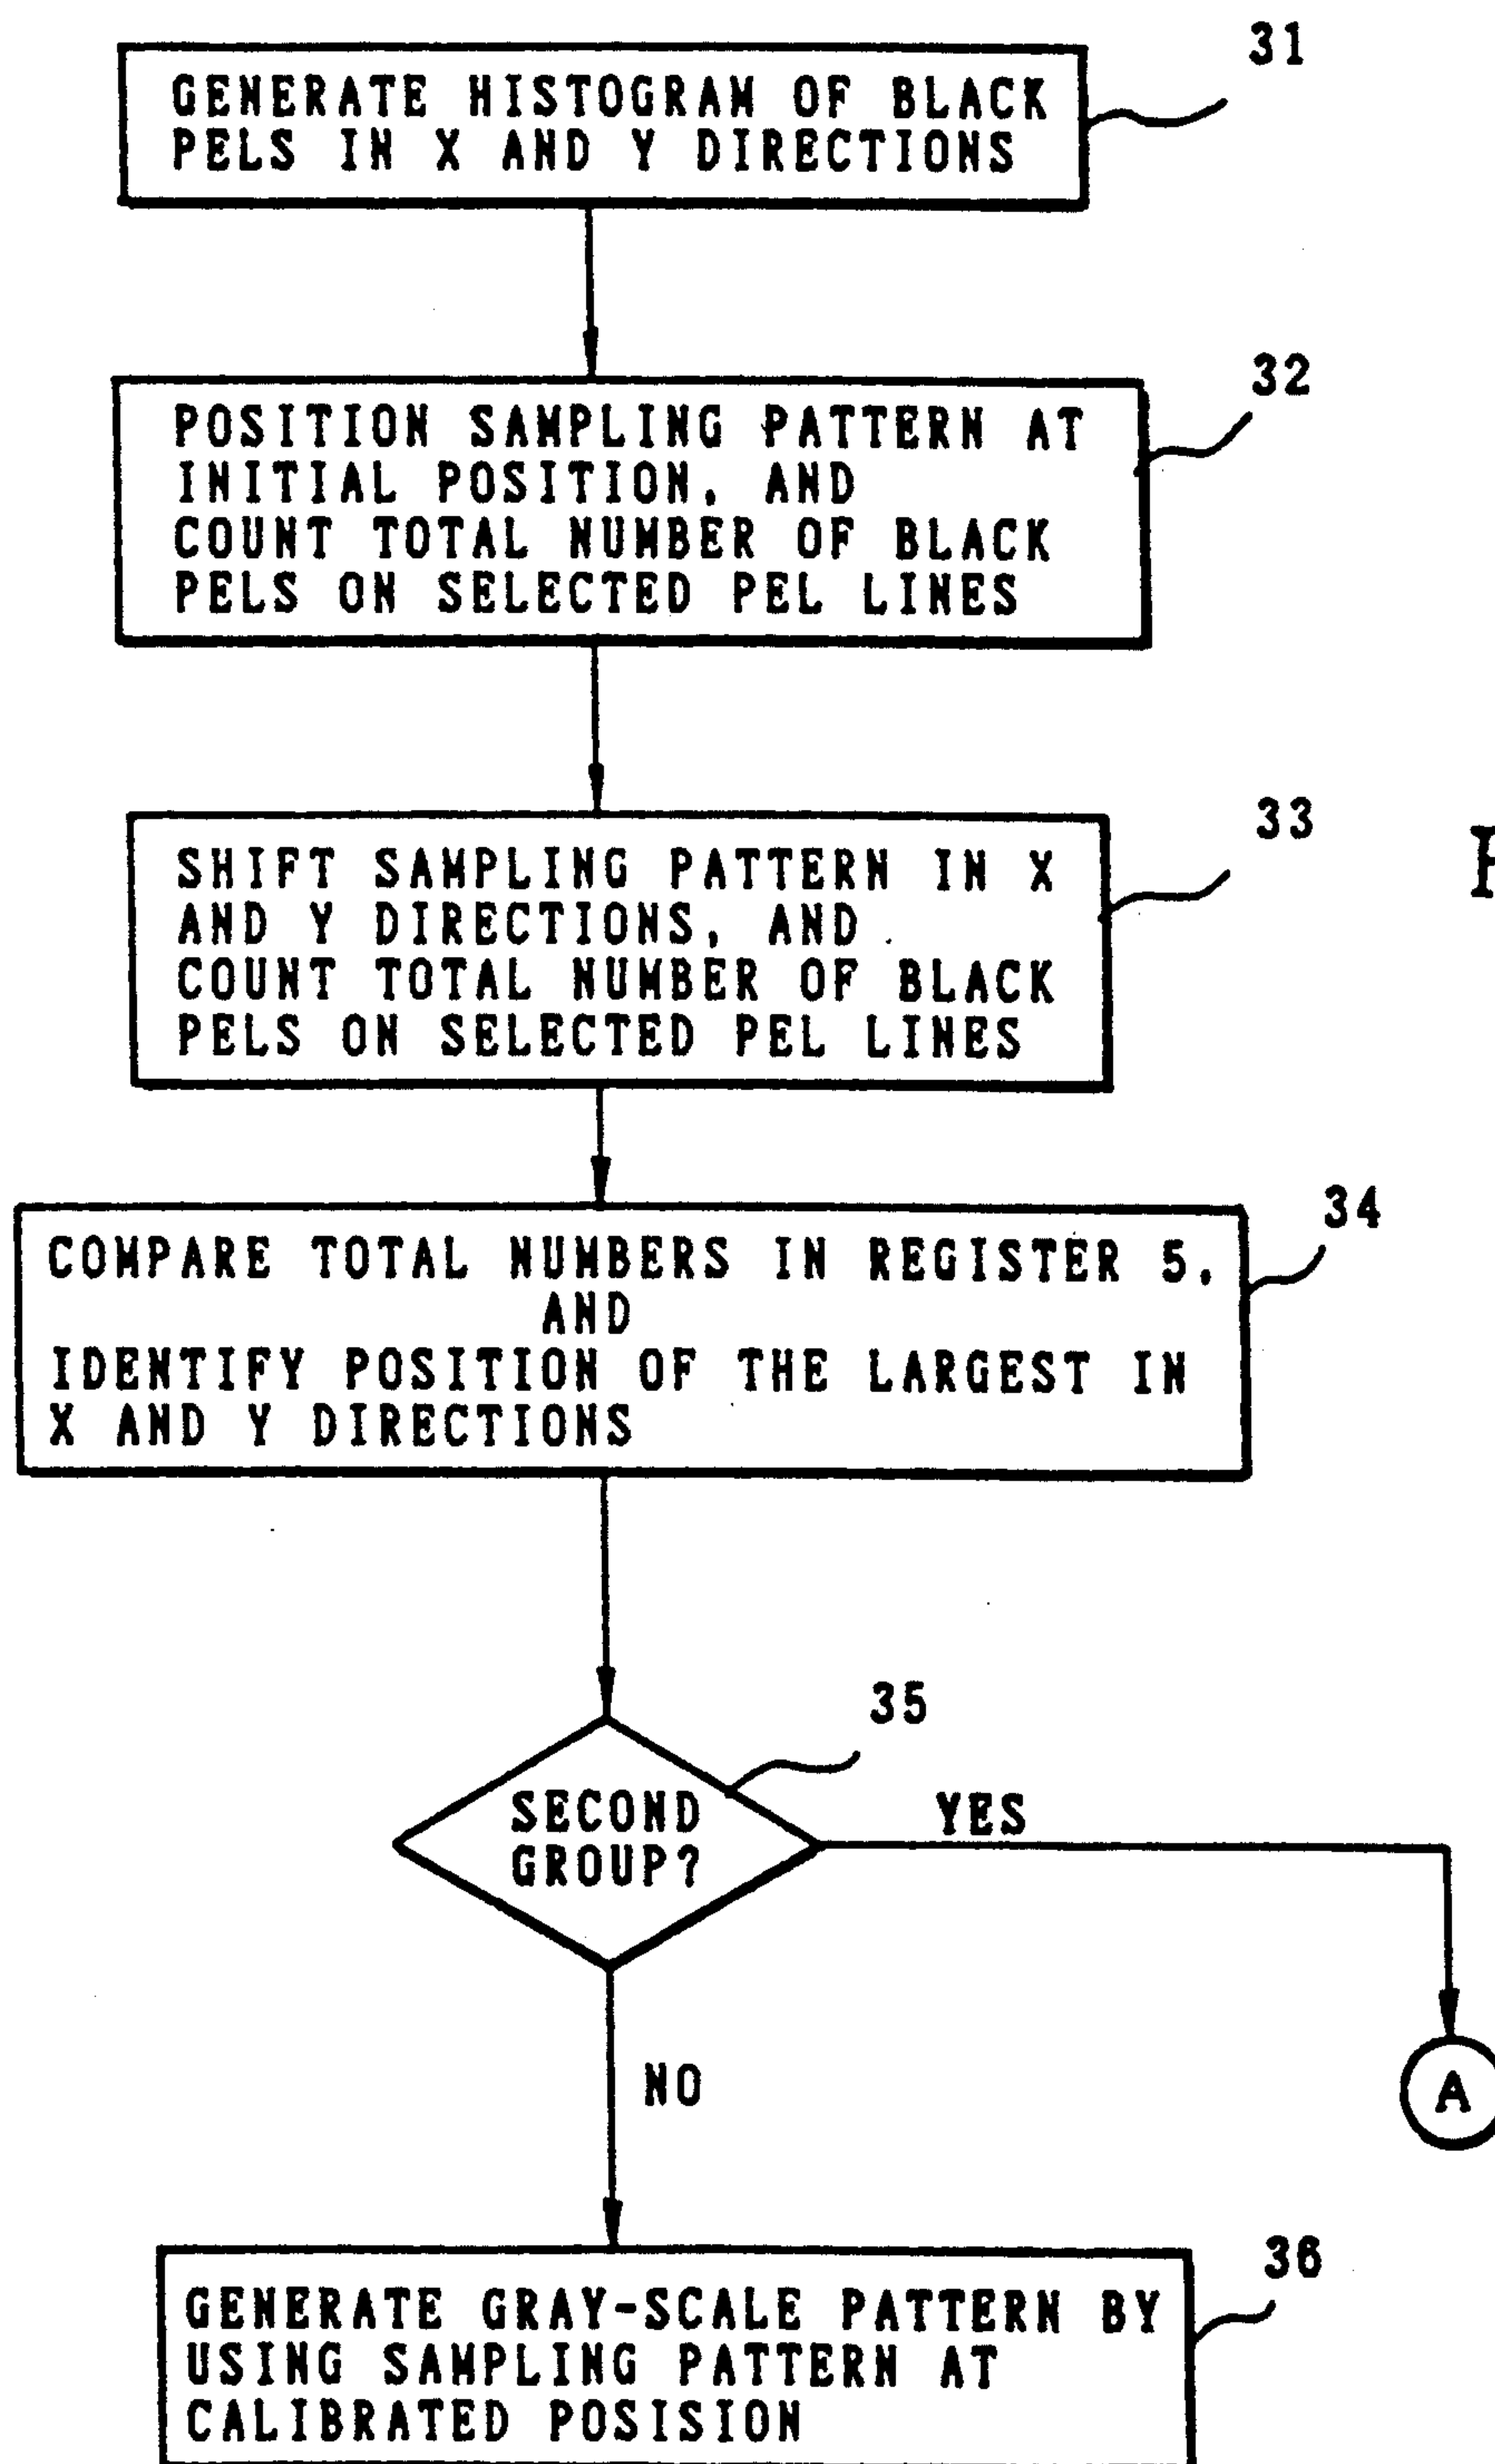 31
GENERATE HISTOGRAM OF BLACK
PELS IN X AND Y DIRECTIONS
32
POSITION SAMPLING PATTERN AT
INITIAL POSITION, AND
COUNT TOTAL NUMBER OF BLACK
PELS ON SELECTED PEL LINES
33
SHIFT SAMPLING PATTERN IN X
AND Y DIRECTIONS, AND
COUNT TOTAL NUMBER OF BLACK
PELS ON SELECTED PEL LINES
34
COMPARE TOTAL NUMBERS IN REGISTER 5,
AND
IDENTIFY POSITION OF THE LARGEST IN
X AND Y DIRECTIONS
35
SECOND
GROUP?
YES
NO
A
36
GENERATE GRAY-SCALE PATTERN BY
USING SAMPLING PATTERN AT
CALIBRATED POSISION